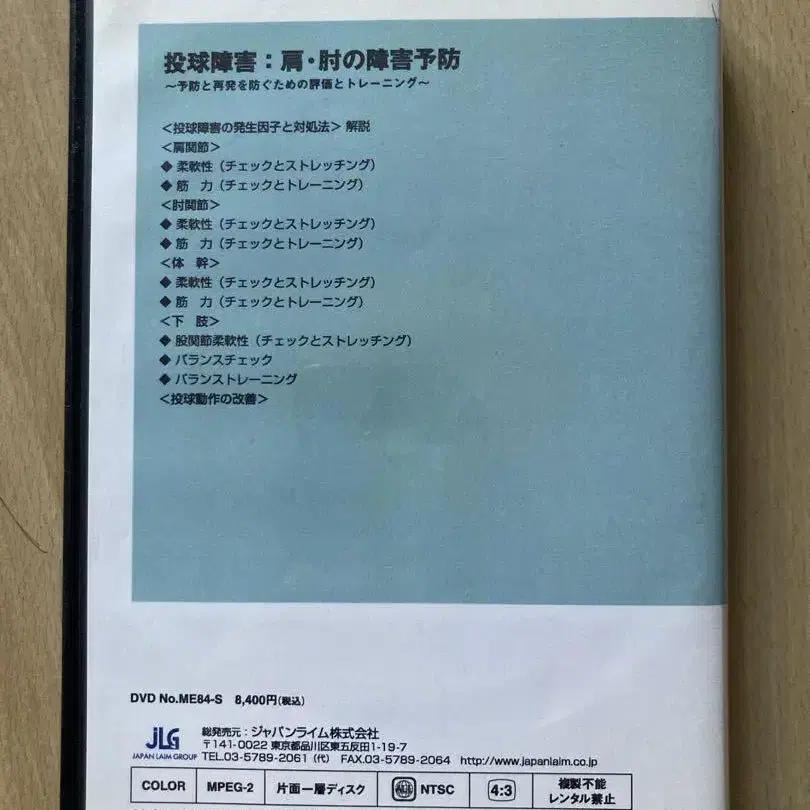 投球障害：肩・肘の障害予防
～予防と再発を防ぐための評価とトレーニング～
＜投球障害の発生因子と対処法＞ 解説
＜肩関節＞
◆ 柔軟性（チェックとストレッチング）
◆ 筋　力（チェックとトレーニング）
＜肘関節＞
◆ 柔軟性（チェックとストレッチング）
◆ 筋　力（チェックとトレーニング）
＜体　幹＞
◆ 柔軟性（チェックとストレッチング）
◆ 筋　力（チェックとトレーニング）
＜下　肢＞
◆ 股関節柔軟性（チェックとストレッチング）
◆ バランスチェック
◆ バランストレーニング
＜投球動作の改善＞
DVD No.ME84-S　8,400円（税込）
JLG
JAPAN LAIM GROUP
総発売元：ジャパンライム株式会社
〒141-0022 東京都品川区東五反田1-19-7
TEL.03-5789-2061（代） FAX.03-5789-2064 http://www.japanlaim.co.jp
COLOR MPEG-2 片面一層ディスク NTSC 4:3 複製不能
レンタル禁止